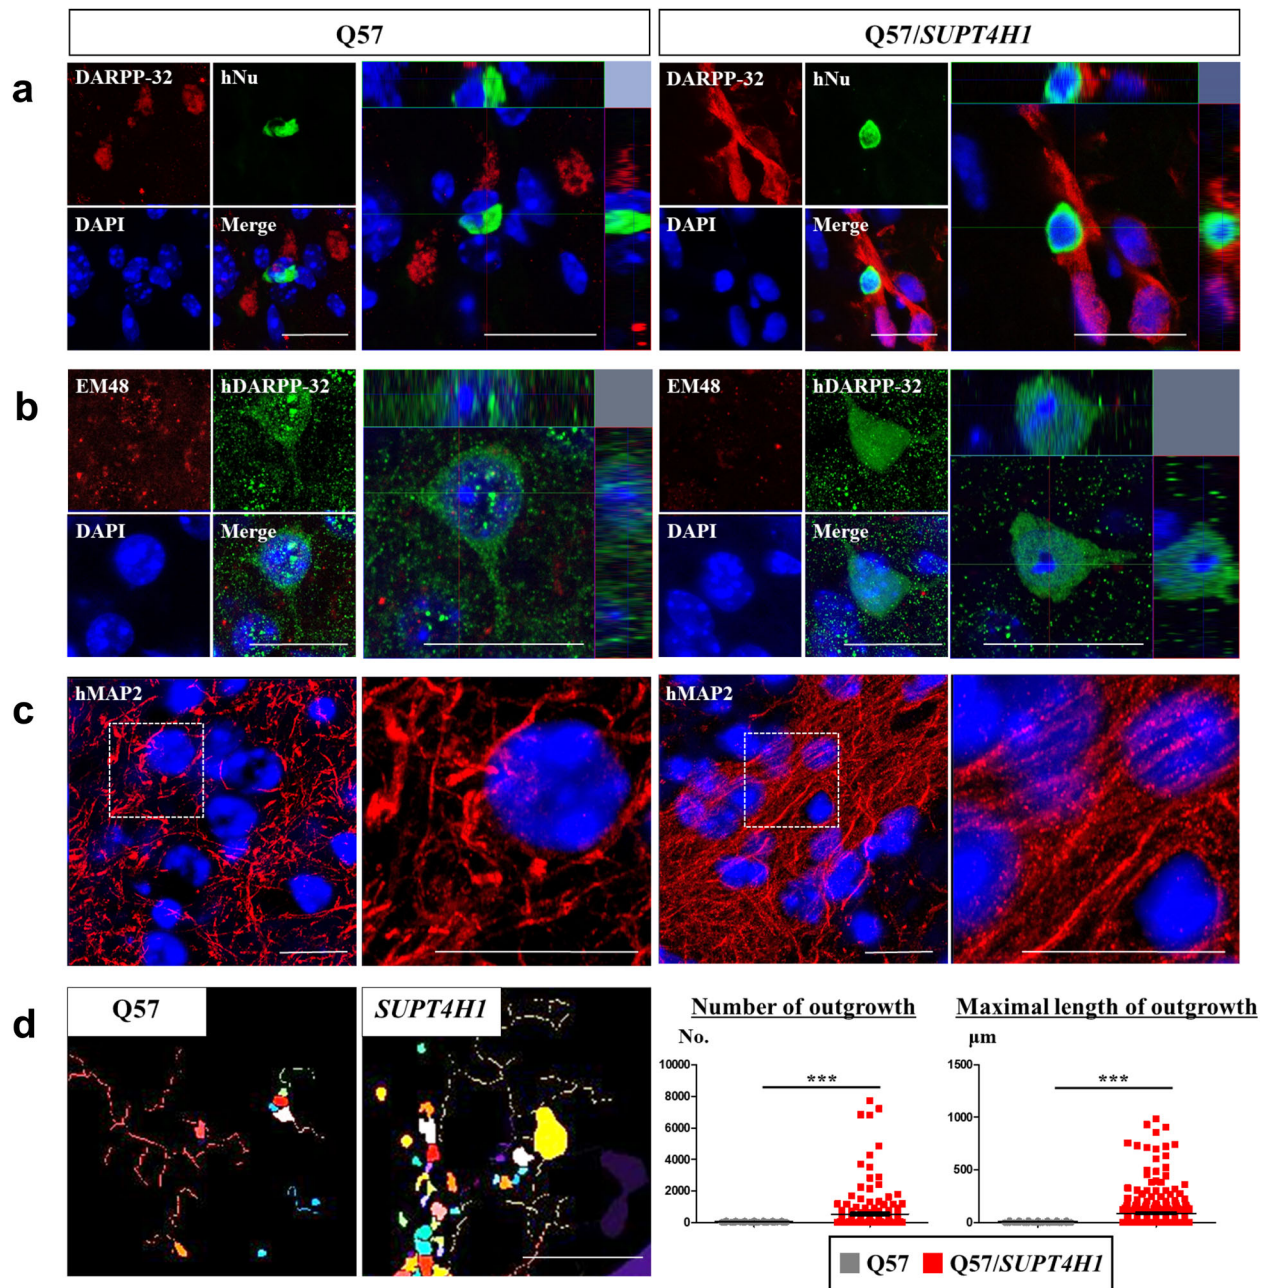 Q57
Q57/SUPT4H1
a
DARPP-32
hNu
DAPI
Merge
DARPP-32
hNu
DAPI
Merge
b
EM48
hDARPP-32
DAPI
Merge
EM48
hDARPP-32
DAPI
Merge
c
hMAP2
hMAP2
d
Q57
SUPT4H1
Number of outgrowth
No.
10000
8000
6000
4000
2000
0
***
Maximal length of outgrowth
µm
1500
1000
500
0
***
Q57
Q57/SUPT4H1